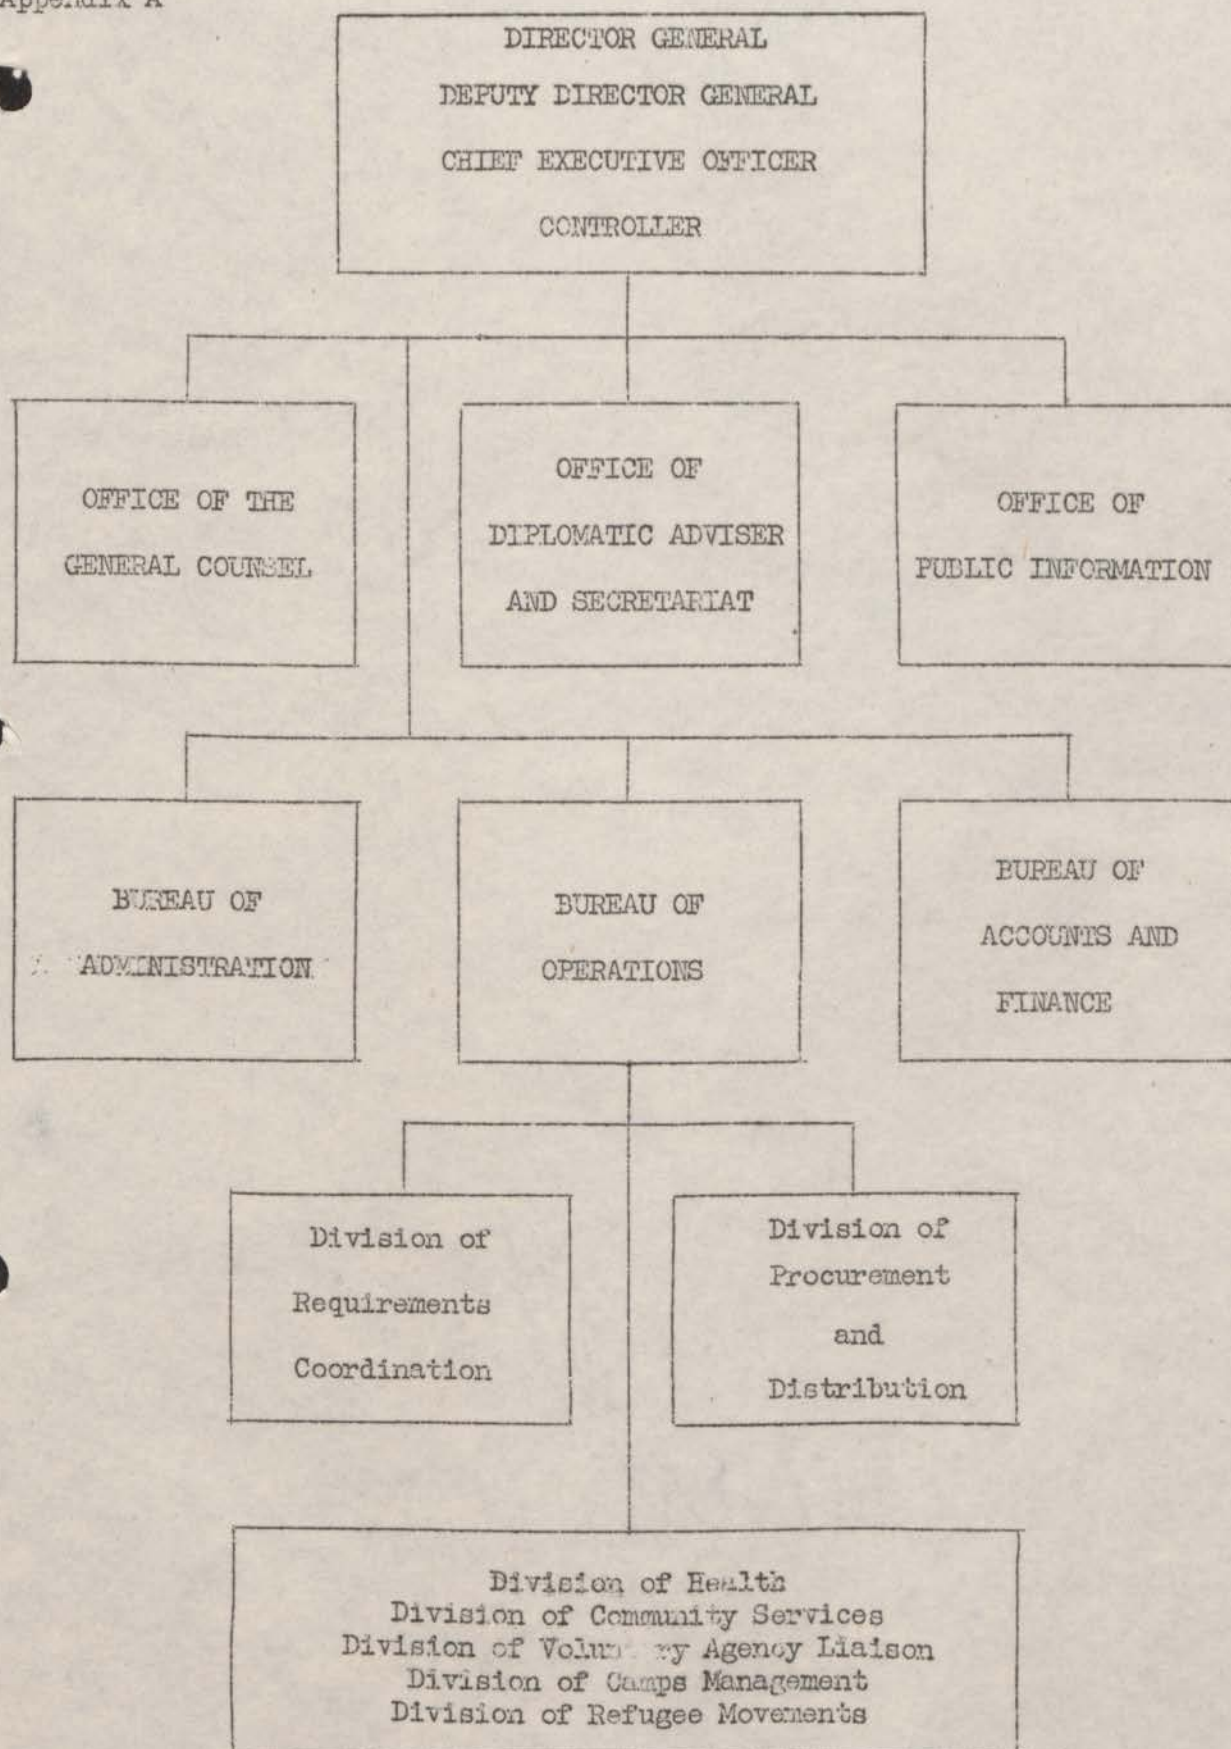 Appendix A
DIRECTOR GENERAL
DEPUTY DIRECTOR GENERAL
CHIEF EXECUTIVE OFFICER
CONTROLLER
OFFICE OF THE
GENERAL COUNSEL
OFFICE OF
DIPLOMATIC ADVISER
AND SECRETARIAT
OFFICE OF
PUBLIC INFORMATION
BUREAU OF
ADMINISTRATION
BUREAU OF
OPERATIONS
BUREAU OF
ACCOUNTS AND
FINANCE
Division of
Requirements
Coordination
Division of
Procurement
and
Distribution
Division of Health
Division of Community Services
Division of Voluntary Agency Liaison
Division of Camps Management
Division of Refugee Movements